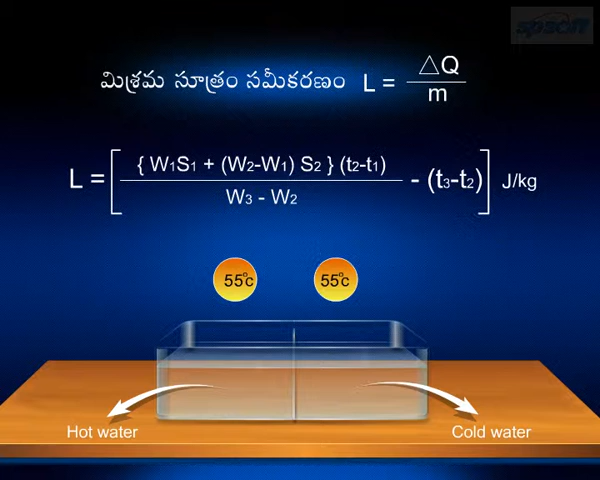 spsoft
మిశ్రమ సూత్రం సమీకరణం L = △Q / m
L = [ { W₁S₁ + (W₂-W₁) S₂ } (t₂-t₁) / W₃ - W₂ - (t₃-t₂) ] J/kg
55°c 55°c
Hot water Cold water